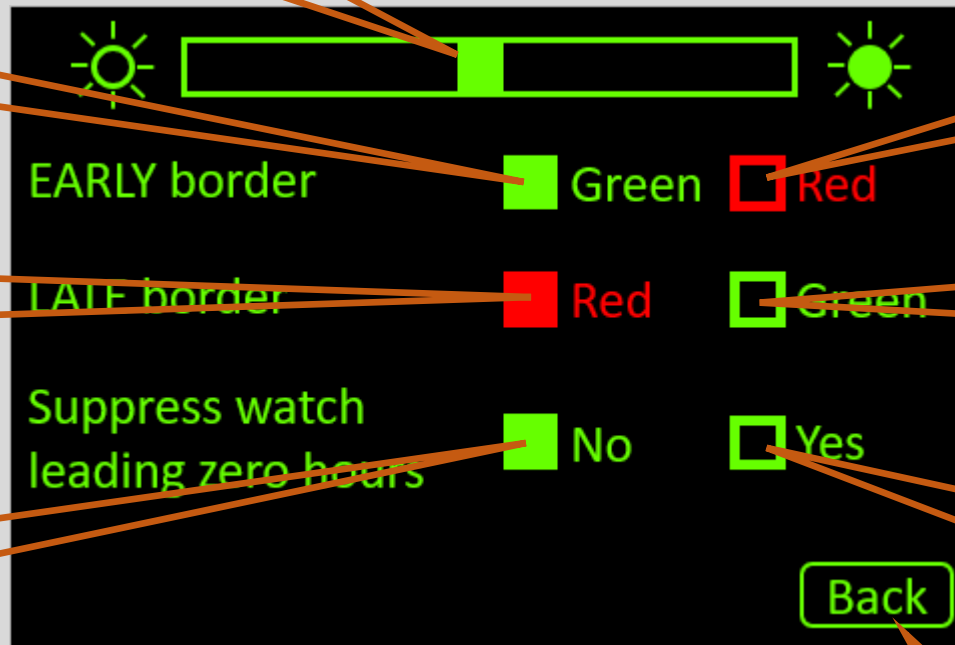 EARLY border Green Red
LATE border Red Green
Suppress watch
leading zero hours No Yes
Back